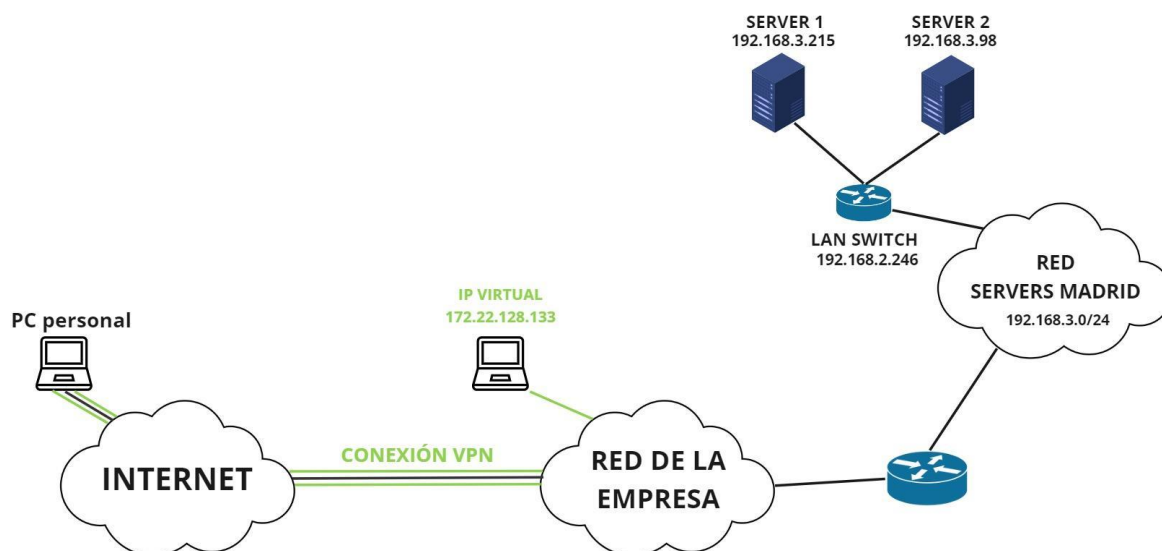 SERVER 1
192.168.3.215
SERVER 2
192.168.3.98
LAN SWITCH
192.168.2.246
RED
SERVERS MADRID
192.168.3.0/24
IP VIRTUAL
172.22.128.133
PC personal
INTERNET
CONEXIÓN VPN
RED DE LA
EMPRESA